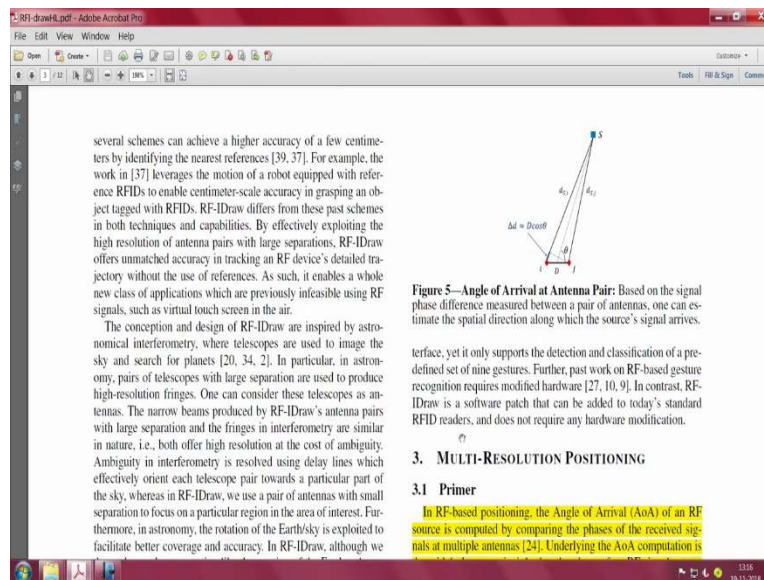 RFI-drawHL.pdf - Adobe Acrobat Pro
File Edit View Window Help
Open Create
Customize
3 / 12
Tools Fill & Sign Comm
several schemes can achieve a higher accuracy of a few centime-
ters by identifying the nearest references [39, 37]. For example, the
work in [37] leverages the motion of a robot equipped with refer-
ence RFIDs to enable centimeter-scale accuracy in grasping an ob-
ject tagged with RFIDs. RF-IDraw differs from these past schemes
in both techniques and capabilities. By effectively exploiting the
high resolution of antenna pairs with large separations, RF-IDraw
offers unmatched accuracy in tracking an RF device's detailed tra-
jectory without the use of references. As such, it enables a whole
new class of applications which are previously infeasible using RF
signals, such as virtual touch screen in the air.
The conception and design of RF-IDraw are inspired by astro-
nomical interferometry, where telescopes are used to image the
sky and search for planets [20, 34, 2]. In particular, in astron-
omy, pairs of telescopes with large separation are used to produce
high-resolution fringes. One can consider these telescopes as an-
tennas. The narrow beams produced by RF-IDraw's antenna pairs
with large separation and the fringes in interferometry are similar
in nature, i.e., both offer high resolution at the cost of ambiguity.
Ambiguity in interferometry is resolved using delay lines which
effectively orient each telescope pair towards a particular part of
the sky, whereas in RF-IDraw, we use a pair of antennas with small
separation to focus on a particular region in the area of interest. Fur-
thermore, in astronomy, the rotation of the Earth/sky is exploited to
facilitate better coverage and accuracy. In RF-IDraw, although we
S
Δd ≈ Dcosθ
θ
i D j
Figure 5—Angle of Arrival at Antenna Pair: Based on the signal
phase difference measured between a pair of antennas, one can es-
timate the spatial direction along which the source's signal arrives.
terface, yet it only supports the detection and classification of a pre-
defined set of nine gestures. Further, past work on RF-based gesture
recognition requires modified hardware [27, 10, 9]. In contrast, RF-
IDraw is a software patch that can be added to today's standard
RFID readers, and does not require any hardware modification.
3. MULTI-RESOLUTION POSITIONING
3.1 Primer
In RF-based positioning, the Angle of Arrival (AoA) of an RF
source is computed by comparing the phases of the received sig-
nals at multiple antennas [24]. Underlying the AoA computation is
13:16